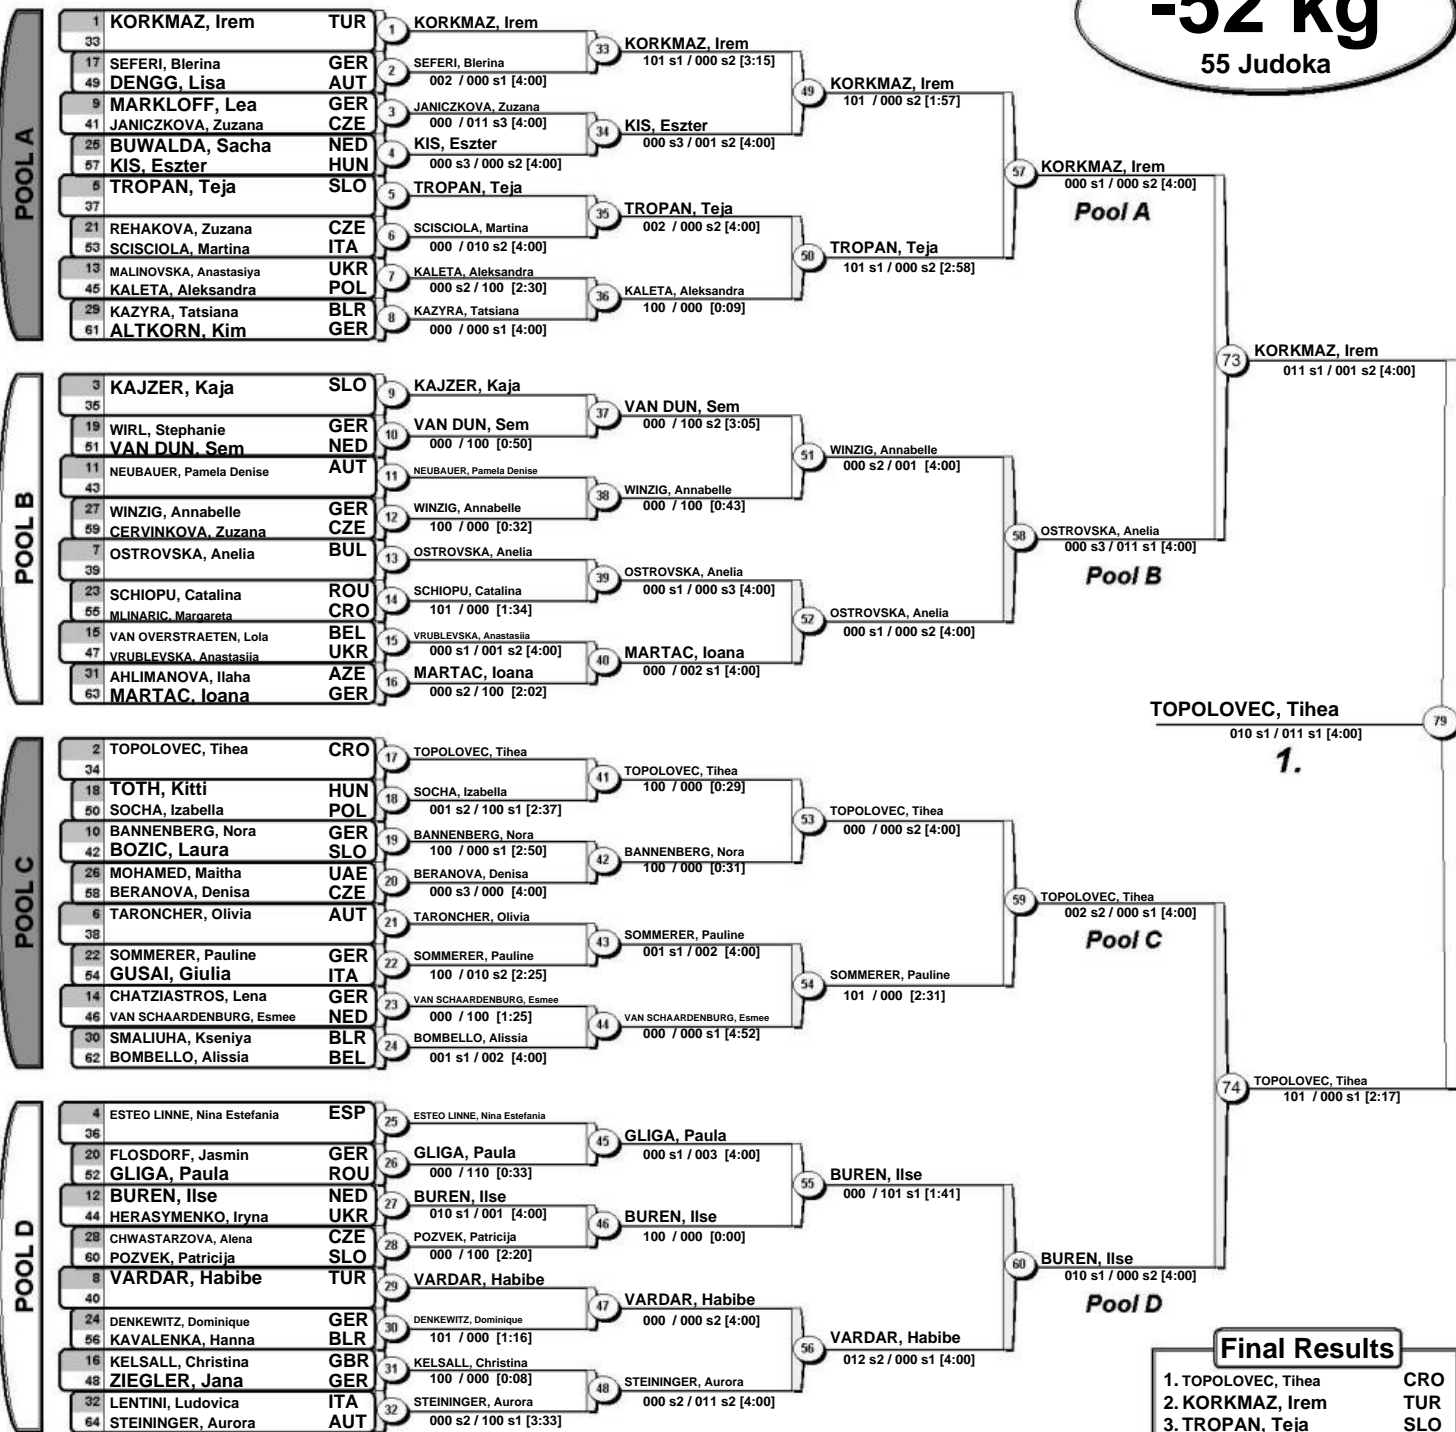 -52 kg
55 Judoka
POOL A
1 KORKMAZ, Irem TUR
33
17 SEFERI, Blerina GER
49 DENGG, Lisa AUT
9 MARKLOFF, Lea GER
41 JANICZKOVA, Zuzana CZE
25 BUWALDA, Sacha NED
57 KIS, Eszter HUN
5 TROPAN, Teja SLO
37
21 REHAKOVA, Zuzana CZE
53 SCISCIOLA, Martina ITA
13 MALINOVSKA, Anastasiya UKR
45 KALETA, Aleksandra POL
29 KAZYRA, Tatsiana BLR
61 ALTKORN, Kim GER
1 KORKMAZ, Irem
2 SEFERI, Blerina
002 / 000 s1 [4:00]
3 JANICZKOVA, Zuzana
000 / 011 s3 [4:00]
4 KIS, Eszter
000 s3 / 000 s2 [4:00]
5 TROPAN, Teja
6 SCISCIOLA, Martina
000 / 010 s2 [4:00]
7 KALETA, Aleksandra
000 s2 / 100 [2:30]
8 KAZYRA, Tatsiana
000 / 000 s1 [4:00]
33 KORKMAZ, Irem
101 s1 / 000 s2 [3:15]
34 KIS, Eszter
000 s3 / 001 s2 [4:00]
35 TROPAN, Teja
002 / 000 s2 [4:00]
36 KALETA, Aleksandra
100 / 000 [0:09]
49 KORKMAZ, Irem
101 / 000 s2 [1:57]
50 TROPAN, Teja
101 s1 / 000 s2 [2:58]
57 KORKMAZ, Irem
000 s1 / 000 s2 [4:00]
Pool A
POOL B
3 KAJZER, Kaja SLO
35
19 WIRL, Stephanie GER
51 VAN DUN, Sem NED
11 NEUBAUER, Pamela Denise AUT
43
27 WINZIG, Annabelle GER
59 CERVINKOVA, Zuzana CZE
7 OSTROVSKA, Anelia BUL
39
23 SCHIOPU, Catalina ROU
55 MLINARIC, Margareta CRO
15 VAN OVERSTRAETEN, Lola BEL
47 VRUBLEVSKA, Anastasiia UKR
31 AHLIMANOVA, Ilaha AZE
63 MARTAC, Ioana GER
9 KAJZER, Kaja
10 VAN DUN, Sem
000 / 100 [0:50]
11 NEUBAUER, Pamela Denise
12 WINZIG, Annabelle
100 / 000 [0:32]
13 OSTROVSKA, Anelia
14 SCHIOPU, Catalina
101 / 000 [1:34]
15 VRUBLEVSKA, Anastasiia
000 s1 / 001 s2 [4:00]
16 MARTAC, Ioana
000 s2 / 100 [2:02]
37 VAN DUN, Sem
000 / 100 s2 [3:05]
38 WINZIG, Annabelle
000 / 100 [0:43]
39 OSTROVSKA, Anelia
000 s1 / 000 s3 [4:00]
40 MARTAC, Ioana
000 / 002 s1 [4:00]
51 WINZIG, Annabelle
000 s2 / 001 [4:00]
52 OSTROVSKA, Anelia
000 s1 / 000 s2 [4:00]
58 OSTROVSKA, Anelia
000 s3 / 011 s1 [4:00]
Pool B
73 KORKMAZ, Irem
011 s1 / 001 s2 [4:00]
TOPOLOVEC, Tihea 79
010 s1 / 011 s1 [4:00]
1.
POOL C
2 TOPOLOVEC, Tihea CRO
34
18 TOTH, Kitti HUN
50 SOCHA, Izabella POL
10 BANNENBERG, Nora GER
42 BOZIC, Laura SLO
26 MOHAMED, Maitha UAE
58 BERANOVA, Denisa CZE
6 TARONCHER, Olivia AUT
38
22 SOMMERER, Pauline GER
54 GUSAI, Giulia ITA
14 CHATZIASTROS, Lena GER
46 VAN SCHAARDENBURG, Esmee NED
30 SMALIUHA, Kseniya BLR
62 BOMBELLO, Alissia BEL
17 TOPOLOVEC, Tihea
18 SOCHA, Izabella
001 s2 / 100 s1 [2:37]
19 BANNENBERG, Nora
100 / 000 s1 [2:50]
20 BERANOVA, Denisa
000 s3 / 000 [4:00]
21 TARONCHER, Olivia
22 SOMMERER, Pauline
100 / 010 s2 [2:25]
23 VAN SCHAARDENBURG, Esmee
000 / 100 [1:25]
24 BOMBELLO, Alissia
001 s1 / 002 [4:00]
41 TOPOLOVEC, Tihea
100 / 000 [0:29]
42 BANNENBERG, Nora
100 / 000 [0:31]
43 SOMMERER, Pauline
001 s1 / 002 [4:00]
44 VAN SCHAARDENBURG, Esmee
000 / 000 s1 [4:52]
53 TOPOLOVEC, Tihea
000 / 000 s2 [4:00]
54 SOMMERER, Pauline
101 / 000 [2:31]
59 TOPOLOVEC, Tihea
002 s2 / 000 s1 [4:00]
Pool C
74 TOPOLOVEC, Tihea
101 / 000 s1 [2:17]
POOL D
4 ESTEO LINNE, Nina Estefania ESP
36
20 FLOSDORF, Jasmin GER
52 GLIGA, Paula ROU
12 BUREN, Ilse NED
44 HERASYMENKO, Iryna UKR
28 CHWASTARZOVA, Alena CZE
60 POZVEK, Patricija SLO
8 VARDAR, Habibe TUR
40
24 DENKEWITZ, Dominique GER
56 KAVALENKA, Hanna BLR
16 KELSALL, Christina GBR
48 ZIEGLER, Jana GER
32 LENTINI, Ludovica ITA
64 STEININGER, Aurora AUT
25 ESTEO LINNE, Nina Estefania
26 GLIGA, Paula
000 / 110 [0:33]
27 BUREN, Ilse
010 s1 / 001 [4:00]
28 POZVEK, Patricija
000 / 100 [2:20]
29 VARDAR, Habibe
30 DENKEWITZ, Dominique
101 / 000 [1:16]
31 KELSALL, Christina
100 / 000 [0:08]
32 STEININGER, Aurora
000 s2 / 100 s1 [3:33]
45 GLIGA, Paula
000 s1 / 003 [4:00]
46 BUREN, Ilse
100 / 000 [0:00]
47 VARDAR, Habibe
000 / 000 s2 [4:00]
48 STEININGER, Aurora
000 s2 / 011 s2 [4:00]
55 BUREN, Ilse
000 / 101 s1 [1:41]
56 VARDAR, Habibe
012 s2 / 000 s1 [4:00]
60 BUREN, Ilse
010 s1 / 000 s2 [4:00]
Pool D
Final Results
1. TOPOLOVEC, Tihea CRO
2. KORKMAZ, Irem TUR
3. TROPAN, Teja SLO